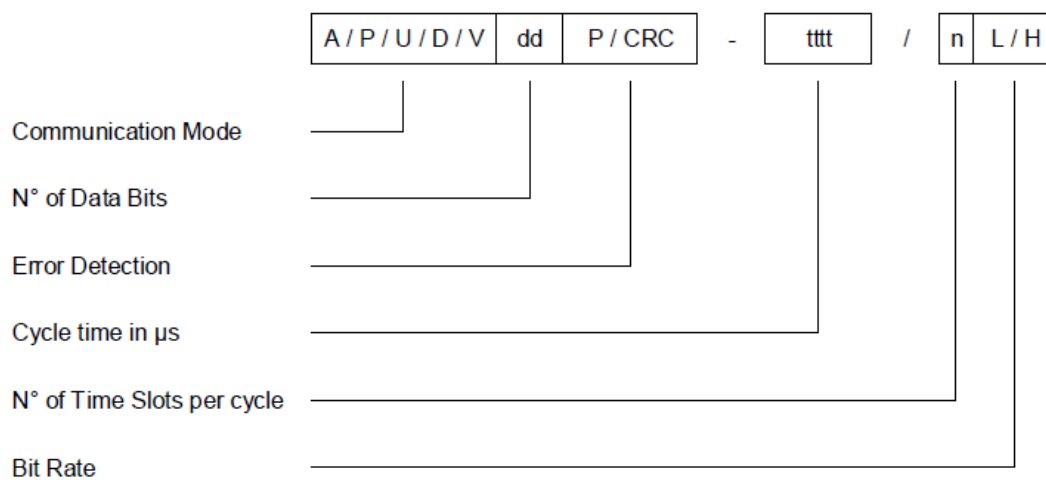 A / P / U / D / V dd P / CRC - tttt / n L / H
Communication Mode
N° of Data Bits
Error Detection
Cycle time in µs
N° of Time Slots per cycle
Bit Rate